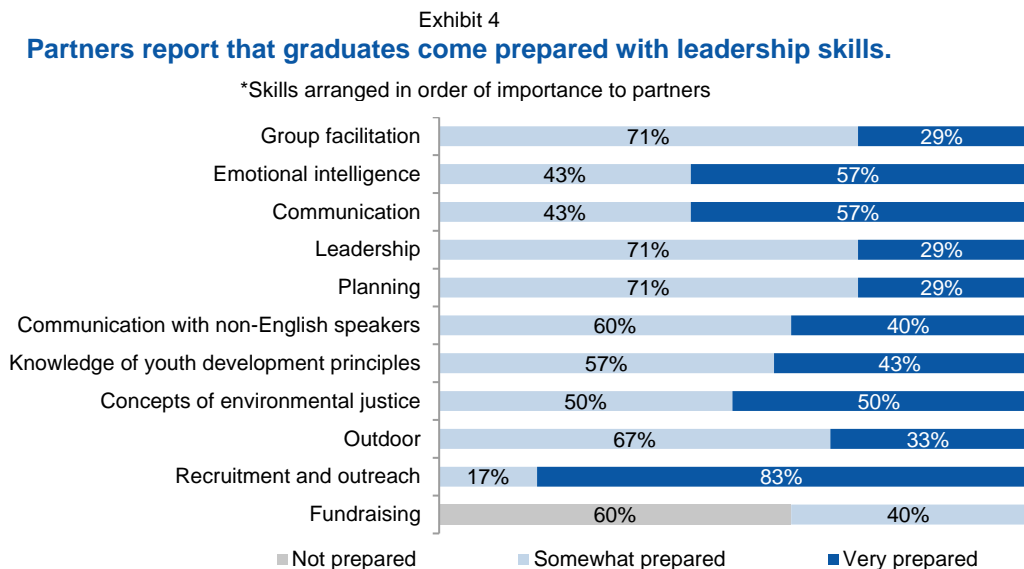 Exhibit 4
Partners report that graduates come prepared with leadership skills.
*Skills arranged in order of importance to partners
Group facilitation 71% 29%
Emotional intelligence 43% 57%
Communication 43% 57%
Leadership 71% 29%
Planning 71% 29%
Communication with non-English speakers 60% 40%
Knowledge of youth development principles 57% 43%
Concepts of environmental justice 50% 50%
Outdoor 67% 33%
Recruitment and outreach 17% 83%
Fundraising 60% 40%
Not prepared Somewhat prepared Very prepared